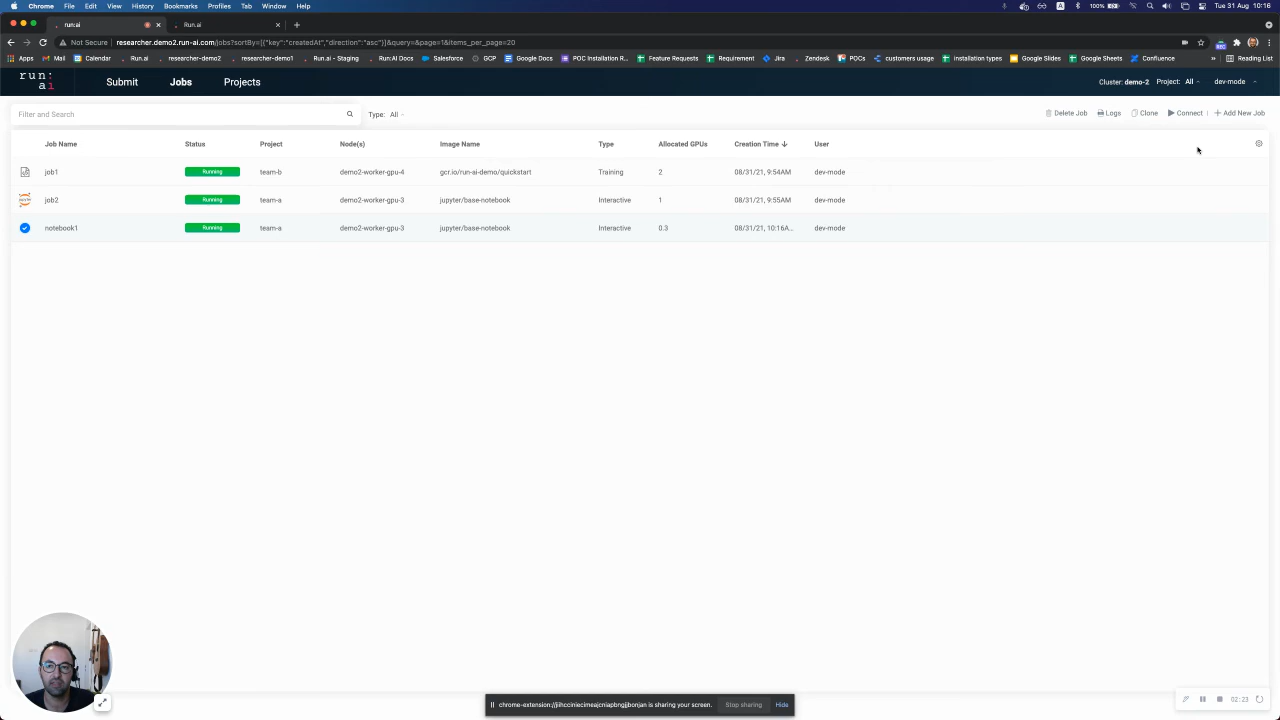 Chrome File Edit View History Bookmarks Profiles Tab Window Help 100% A Tue 31 Aug 10:16
run:ai Run.ai
Not Secure researcher.demo2.run-ai.com/jobs?sortBy=[{"key":"createdAt","direction":"asc"}]&query=&page=1&items_per_page=20
Apps Mail Calendar Run.ai researcher-demo2 researcher-demo1 Run.ai - Staging GCP Google Docs Run:AI Docs Salesforce POC Installation R... Feature Requests Requirement Jira Zendesk POCs customers usage installation types Google Slides Google Sheets Confluence » Reading List
run: ai Submit Jobs Projects Cluster: demo-2 Project: All dev-mode
Filter and Search Type: All Delete Job Logs Clone Connect Add New Job
Job Name Status Project Node(s) Image Name Type Allocated GPUs Creation Time User
job1 Running team-b demo2-worker-gpu-4 gcr.io/run-ai-demo/quickstart Training 2 08/31/21, 9:54AM dev-mode
job2 Running team-a demo2-worker-gpu-3 jupyter/base-notebook Interactive 1 08/31/21, 9:55AM dev-mode
notebook1 Running team-a demo2-worker-gpu-3 jupyter/base-notebook Interactive 0.3 08/31/21, 10:16A... dev-mode
chrome-extension://jlihcciniecimeajcniapbngjjbonjan is sharing your screen. Stop sharing Hide
02:23